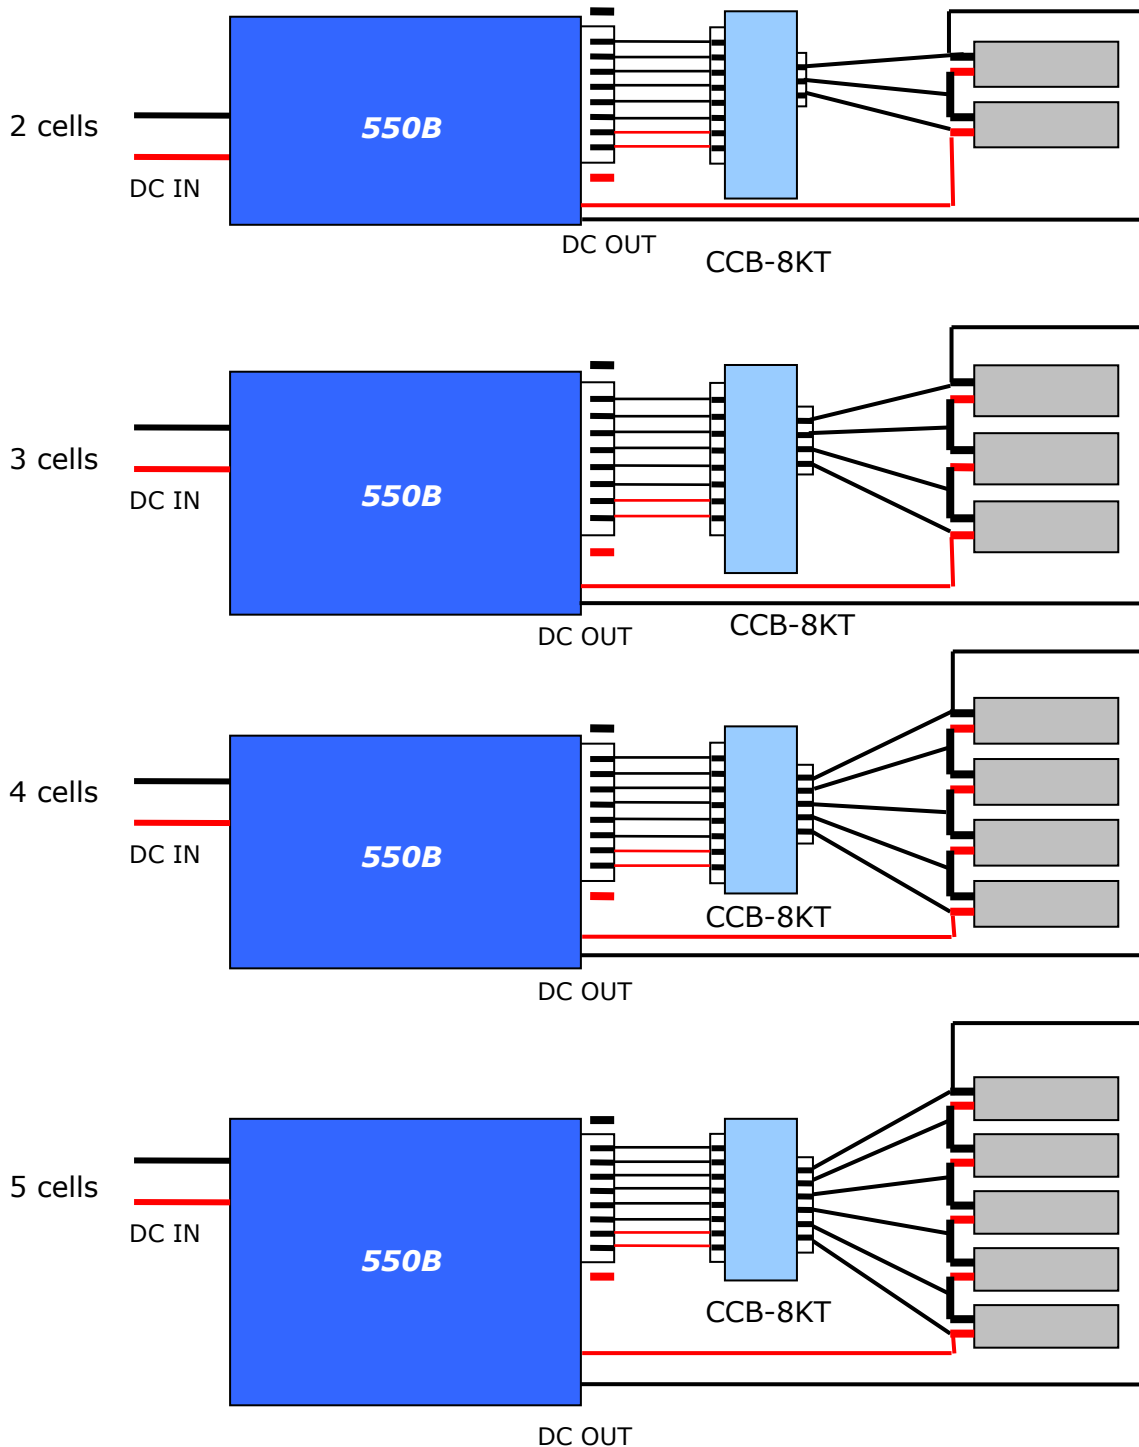 2 cells
550B
DC IN
DC OUT
CCB-8KT
3 cells
550B
DC IN
DC OUT
CCB-8KT
4 cells
550B
DC IN
CCB-8KT
DC OUT
5 cells
550B
DC IN
CCB-8KT
DC OUT